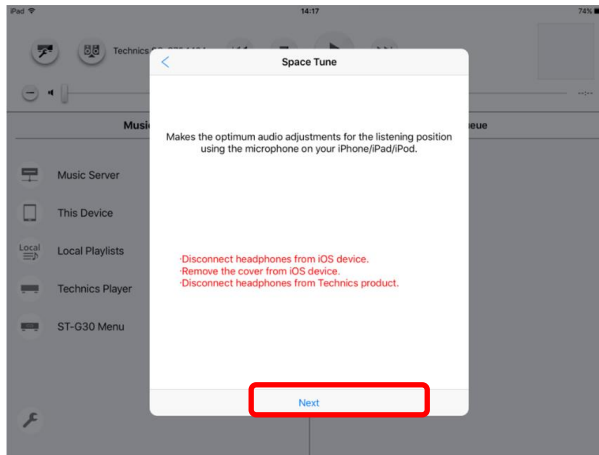 iPad
14:17
74%
Space Tune
Technics
Musi
eue
Makes the optimum audio adjustments for the listening position
using the microphone on your iPhone/iPad/iPod.
Music Server
This Device
Local
Local Playlists
Technics Player
ST-G30 Menu
·Disconnect headphones from iOS device.
·Remove the cover from iOS device.
·Disconnect headphones from Technics product.
Next
--:--